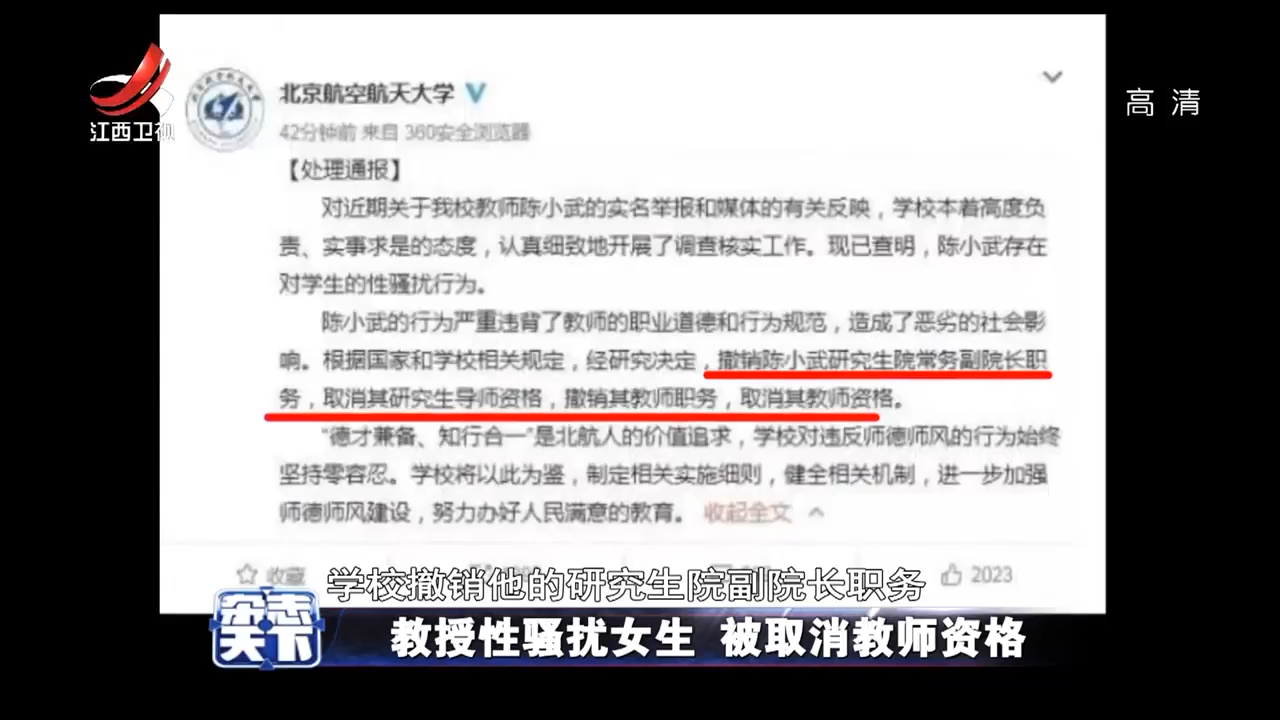 江西卫视
高清
北京航空航天大学
42分钟前 来自 360安全浏览器
【处理通报】
对近期关于我校教师陈小武的实名举报和媒体的有关反映，学校本着高度负
责、实事求是的态度，认真细致地开展了调查核实工作。现已查明，陈小武存在
对学生的性骚扰行为。
陈小武的行为严重违背了教师的职业道德和行为规范，造成了恶劣的社会影
响。根据国家和学校相关规定，经研究决定，撤销陈小武研究生院常务副院长职
务，取消其研究生导师资格，撤销其教师职务，取消其教师资格。
“德才兼备、知行合一”是北航人的价值追求，学校对违反师德师风的行为始终
坚持零容忍。学校将以此为鉴，制定相关实施细则，健全相关机制，进一步加强
师德师风建设，努力办好人民满意的教育。 收起全文
收藏
2023
学校撤销他的研究生院副院长职务
杂志天下
教授性骚扰女生 被取消教师资格